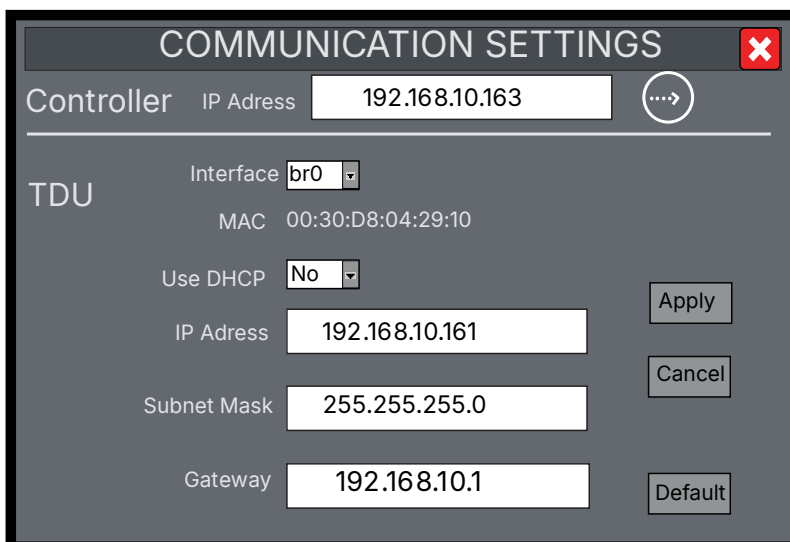 COMMUNICATION SETTINGS
Controller IP Adress 192.168.10.163
Interface br0
TDU
MAC 00:30:D8:04:29:10
Use DHCP No
Apply
IP Adress 192.168.10.161
Cancel
Subnet Mask 255.255.255.0
Gateway 192.168.10.1
Default